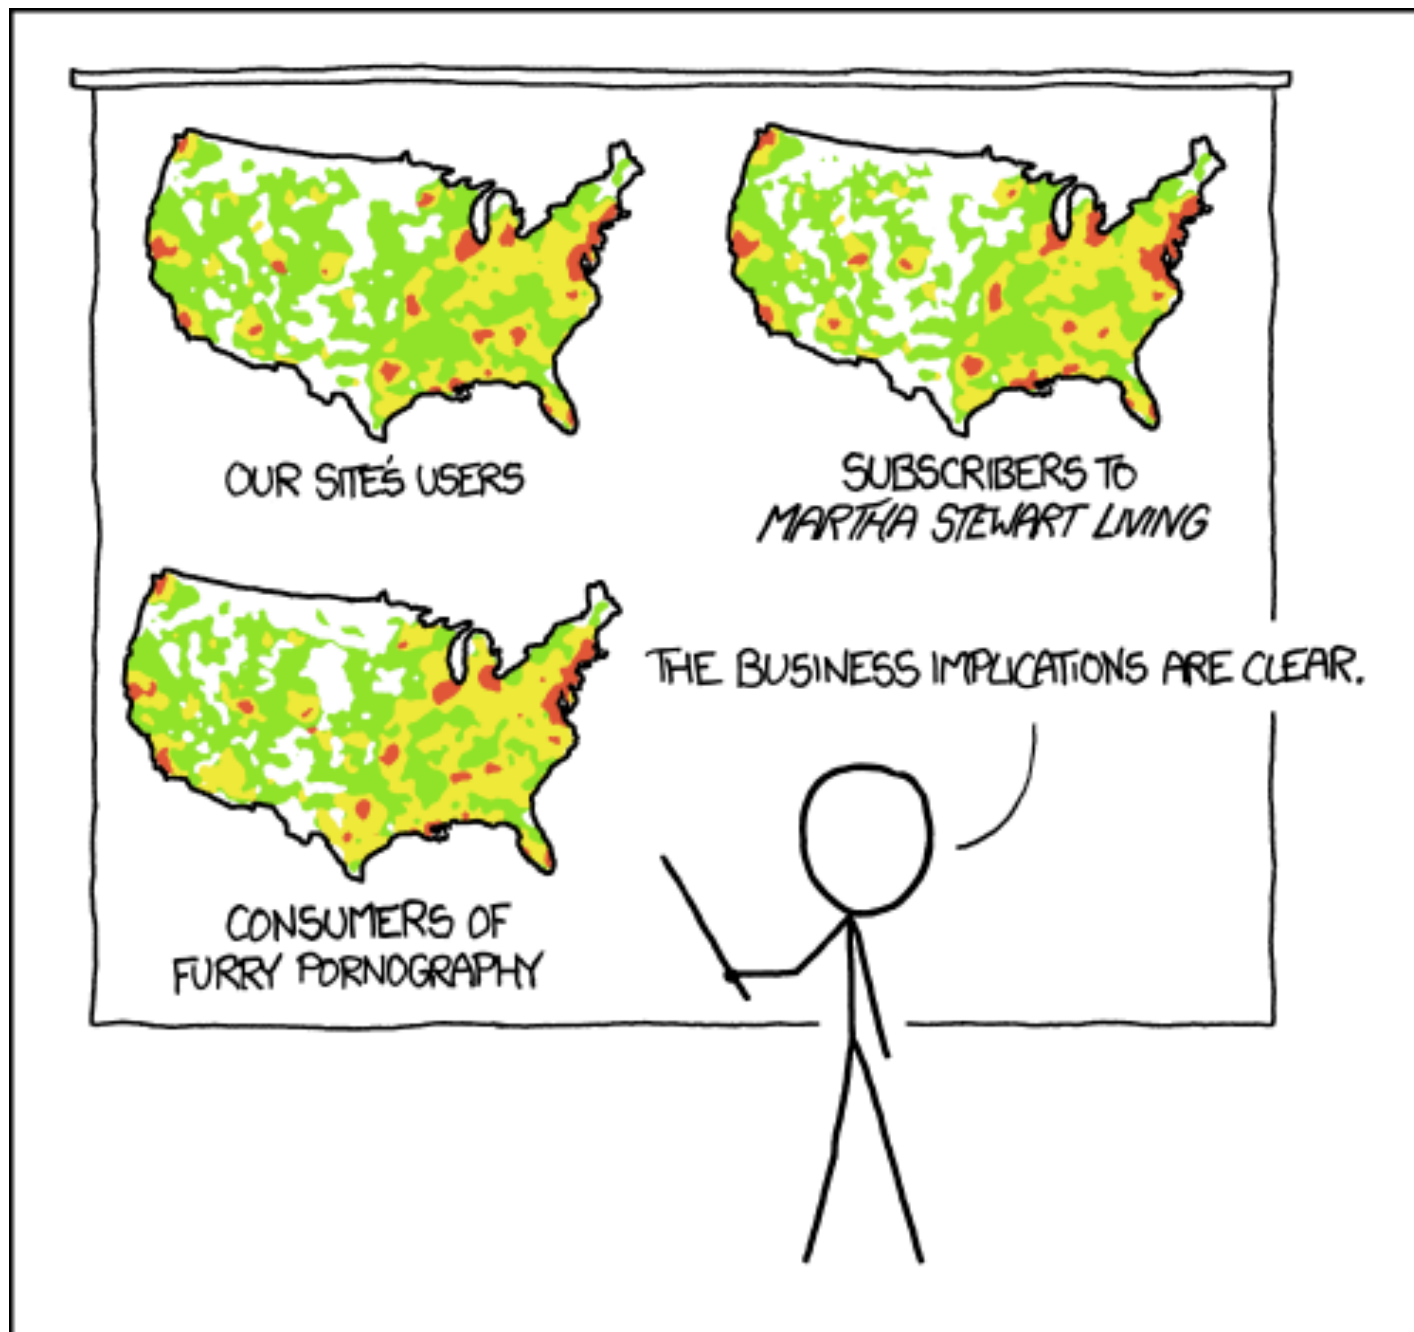 OUR SITE'S USERS
SUBSCRIBERS TO
MARTHA STEWART LIVING
CONSUMERS OF
FURRY PORNOGRAPHY
THE BUSINESS IMPLICATIONS ARE CLEAR.